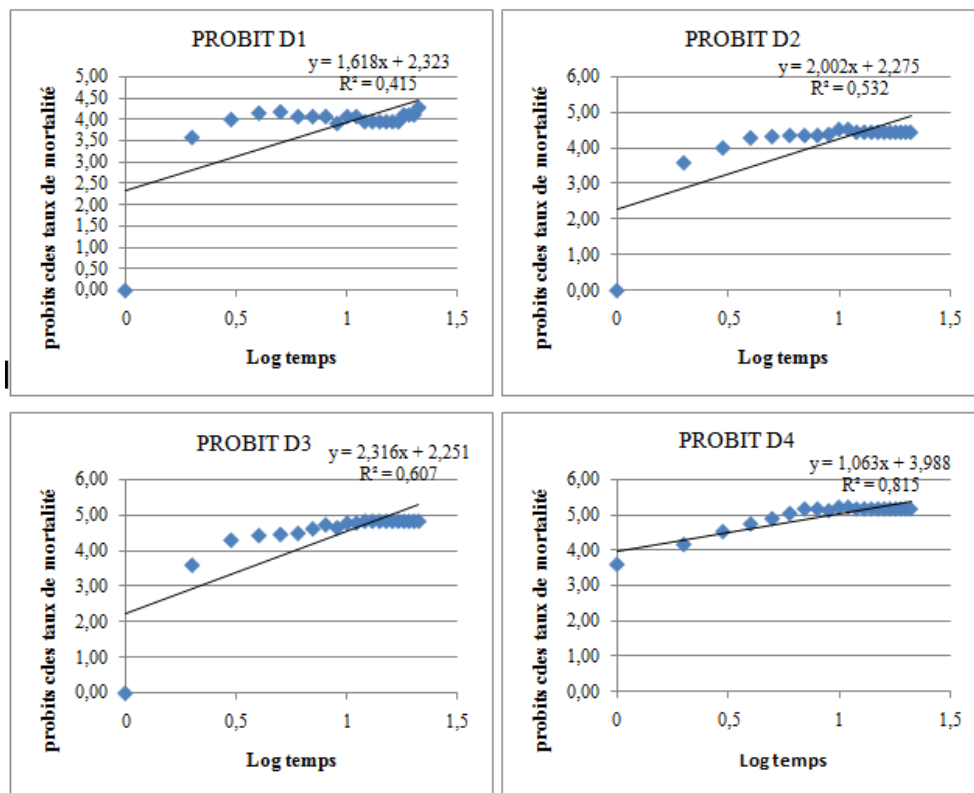 PROBIT D1
y = 1,618x + 2,323
R² = 0,415
probits cdes taux de mortalité
5,00
4,50
4,00
3,50
3,00
2,50
2,00
1,50
1,00
0,50
0,00
0 0,5 1 1,5
Log temps
PROBIT D2
y = 2,002x + 2,275
R² = 0,532
probits cdes taux de mortalité
6,00
5,00
4,00
3,00
2,00
1,00
0,00
0 0,5 1 1,5
Log temps
PROBIT D3
y = 2,316x + 2,251
R² = 0,607
probits cdes taux de mortalité
6,00
5,00
4,00
3,00
2,00
1,00
0,00
0 0,5 1 1,5
Log temps
PROBIT D4
y = 1,063x + 3,988
R² = 0,815
probits cdes taux de mortalité
6,00
5,00
4,00
3,00
2,00
1,00
0,00
0 0,5 1 1,5
Log temps